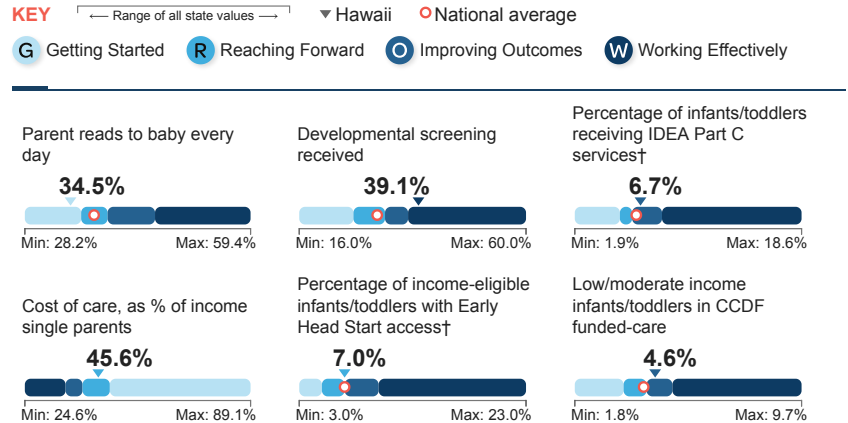 KEY
Range of all state values
Hawaii
National average
G Getting Started
R Reaching Forward
O Improving Outcomes
W Working Effectively
Parent reads to baby every
day
34.5%
Min: 28.2%
Max: 59.4%
Developmental screening
received
39.1%
Min: 16.0%
Max: 60.0%
Percentage of infants/toddlers
receiving IDEA Part C
services†
6.7%
Min: 1.9%
Max: 18.6%
Cost of care, as % of income
single parents
45.6%
Min: 24.6%
Max: 89.1%
Percentage of income-eligible
infants/toddlers with Early
Head Start access†
7.0%
Min: 3.0%
Max: 23.0%
Low/moderate income
infants/toddlers in CCDF
funded-care
4.6%
Min: 1.8%
Max: 9.7%